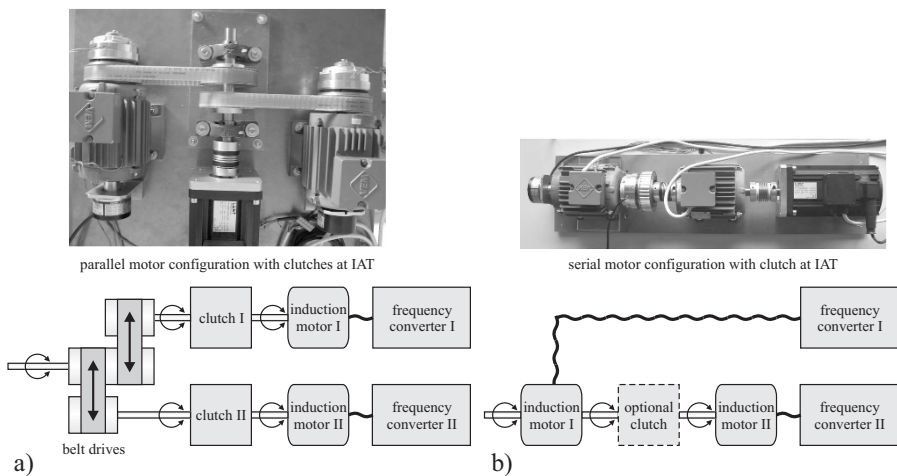 parallel motor configuration with clutches at IAT
serial motor configuration with clutch at IAT
clutch I
induction
motor I
frequency
converter I
clutch II
induction
motor II
frequency
converter II
belt drives
a)
frequency
converter I
induction
motor I
optional
clutch
induction
motor II
frequency
converter II
b)